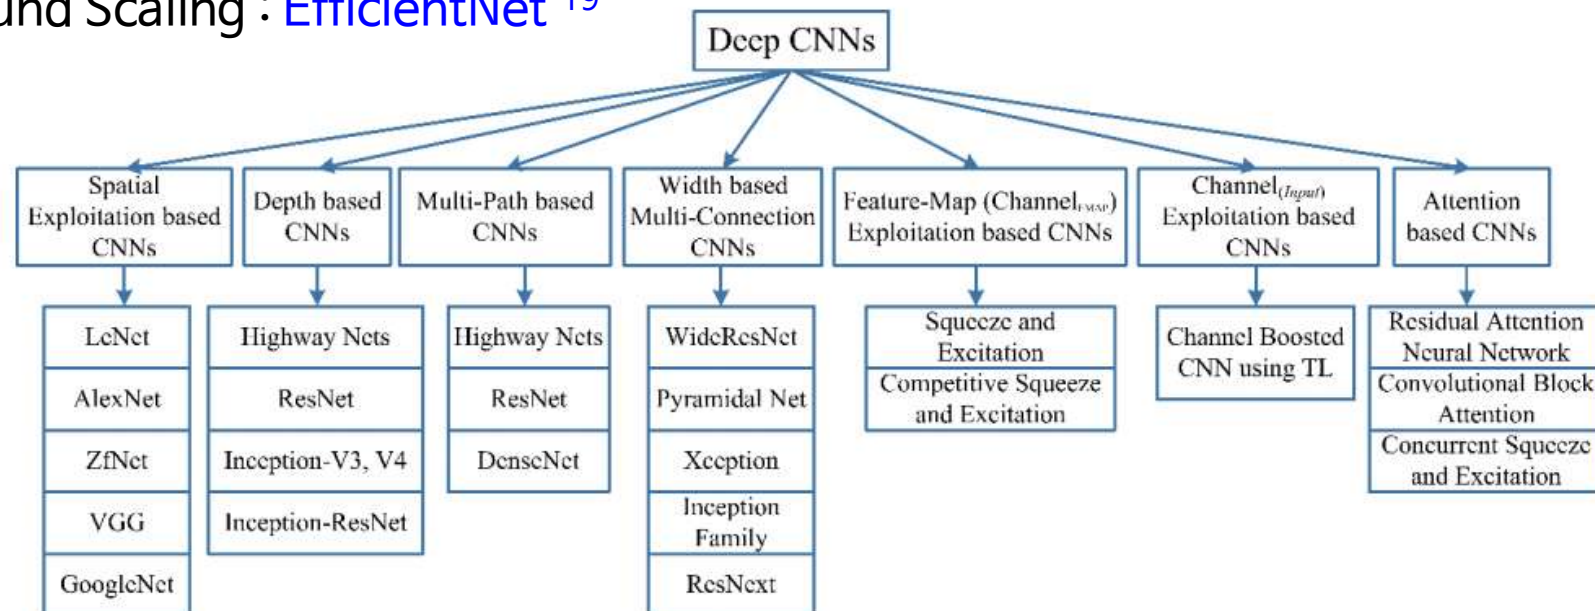 und Scaling : EfficientNet '19
Deep CNNs
Spatial
Exploitation based
CNNs
Depth based
CNNs
Multi-Path based
CNNs
Width based
Multi-Connection
CNNs
Feature-Map (ChannelFMAP)
Exploitation based CNNs
Channel(Input)
Exploitation based
CNNs
Attention
based CNNs
LeNet
AlexNet
ZfNet
VGG
GoogleNet
Highway Nets
ResNet
Inception-V3, V4
Inception-ResNet
Highway Nets
ResNet
DenseNet
WideResNet
Pyramidal Net
Xception
Inception
Family
ResNext
Squeeze and
Excitation
Competitive Squeeze
and Excitation
Channel Boosted
CNN using TL
Residual Attention
Neural Network
Convolutional Block
Attention
Concurrent Squeeze
and Excitation